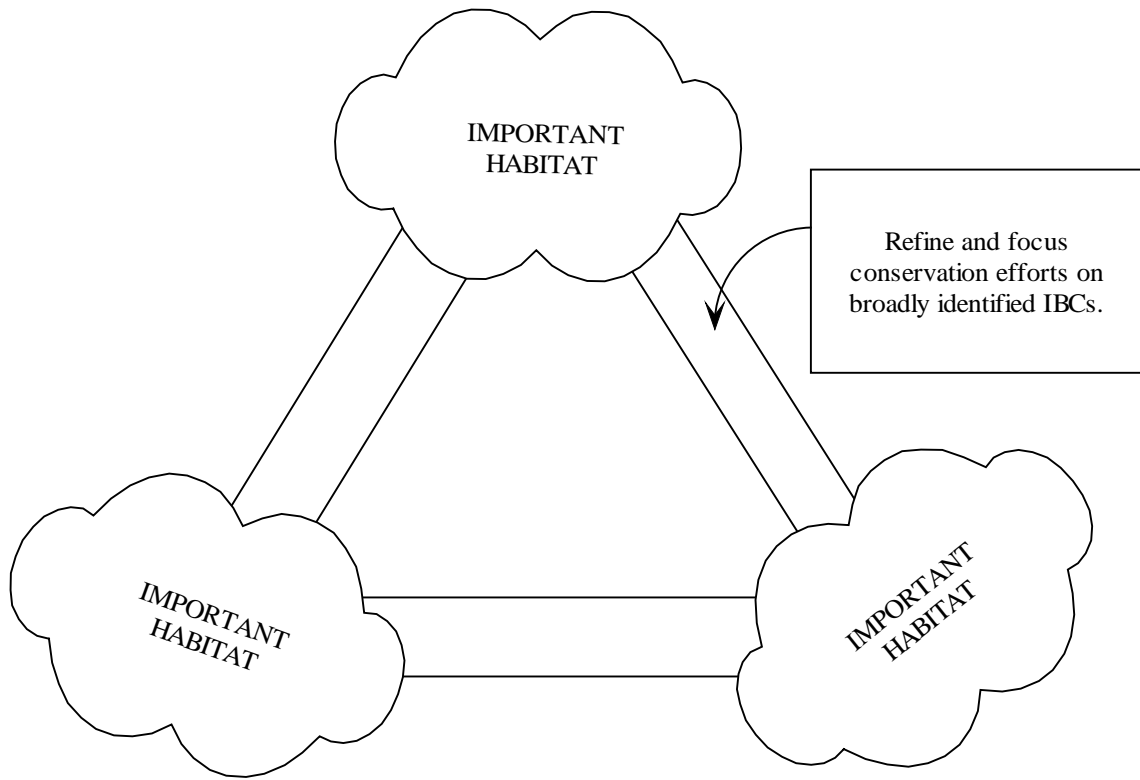 IMPORTANT
HABITAT
Refine and focus
conservation efforts on
broadly identified IBCs.
IMPORTANT
HABITAT
IMPORTANT
HABITAT